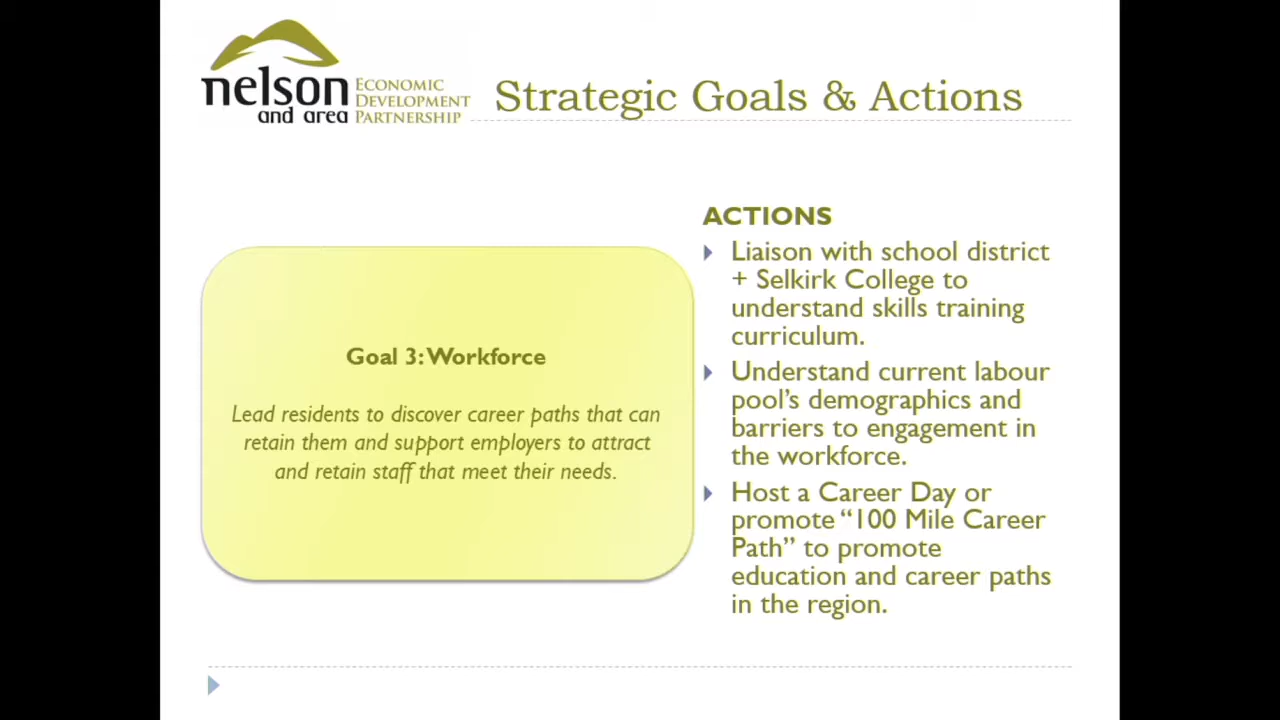 nelson
and area
ECONOMIC
DEVELOPMENT
PARTNERSHIP
Strategic Goals & Actions
Goal 3: Workforce
Lead residents to discover career paths that can
retain them and support employers to attract
and retain staff that meet their needs.
ACTIONS
Liaison with school district
+ Selkirk College to
understand skills training
curriculum.
Understand current labour
pool’s demographics and
barriers to engagement in
the workforce.
Host a Career Day or
promote “100 Mile Career
Path” to promote
education and career paths
in the region.